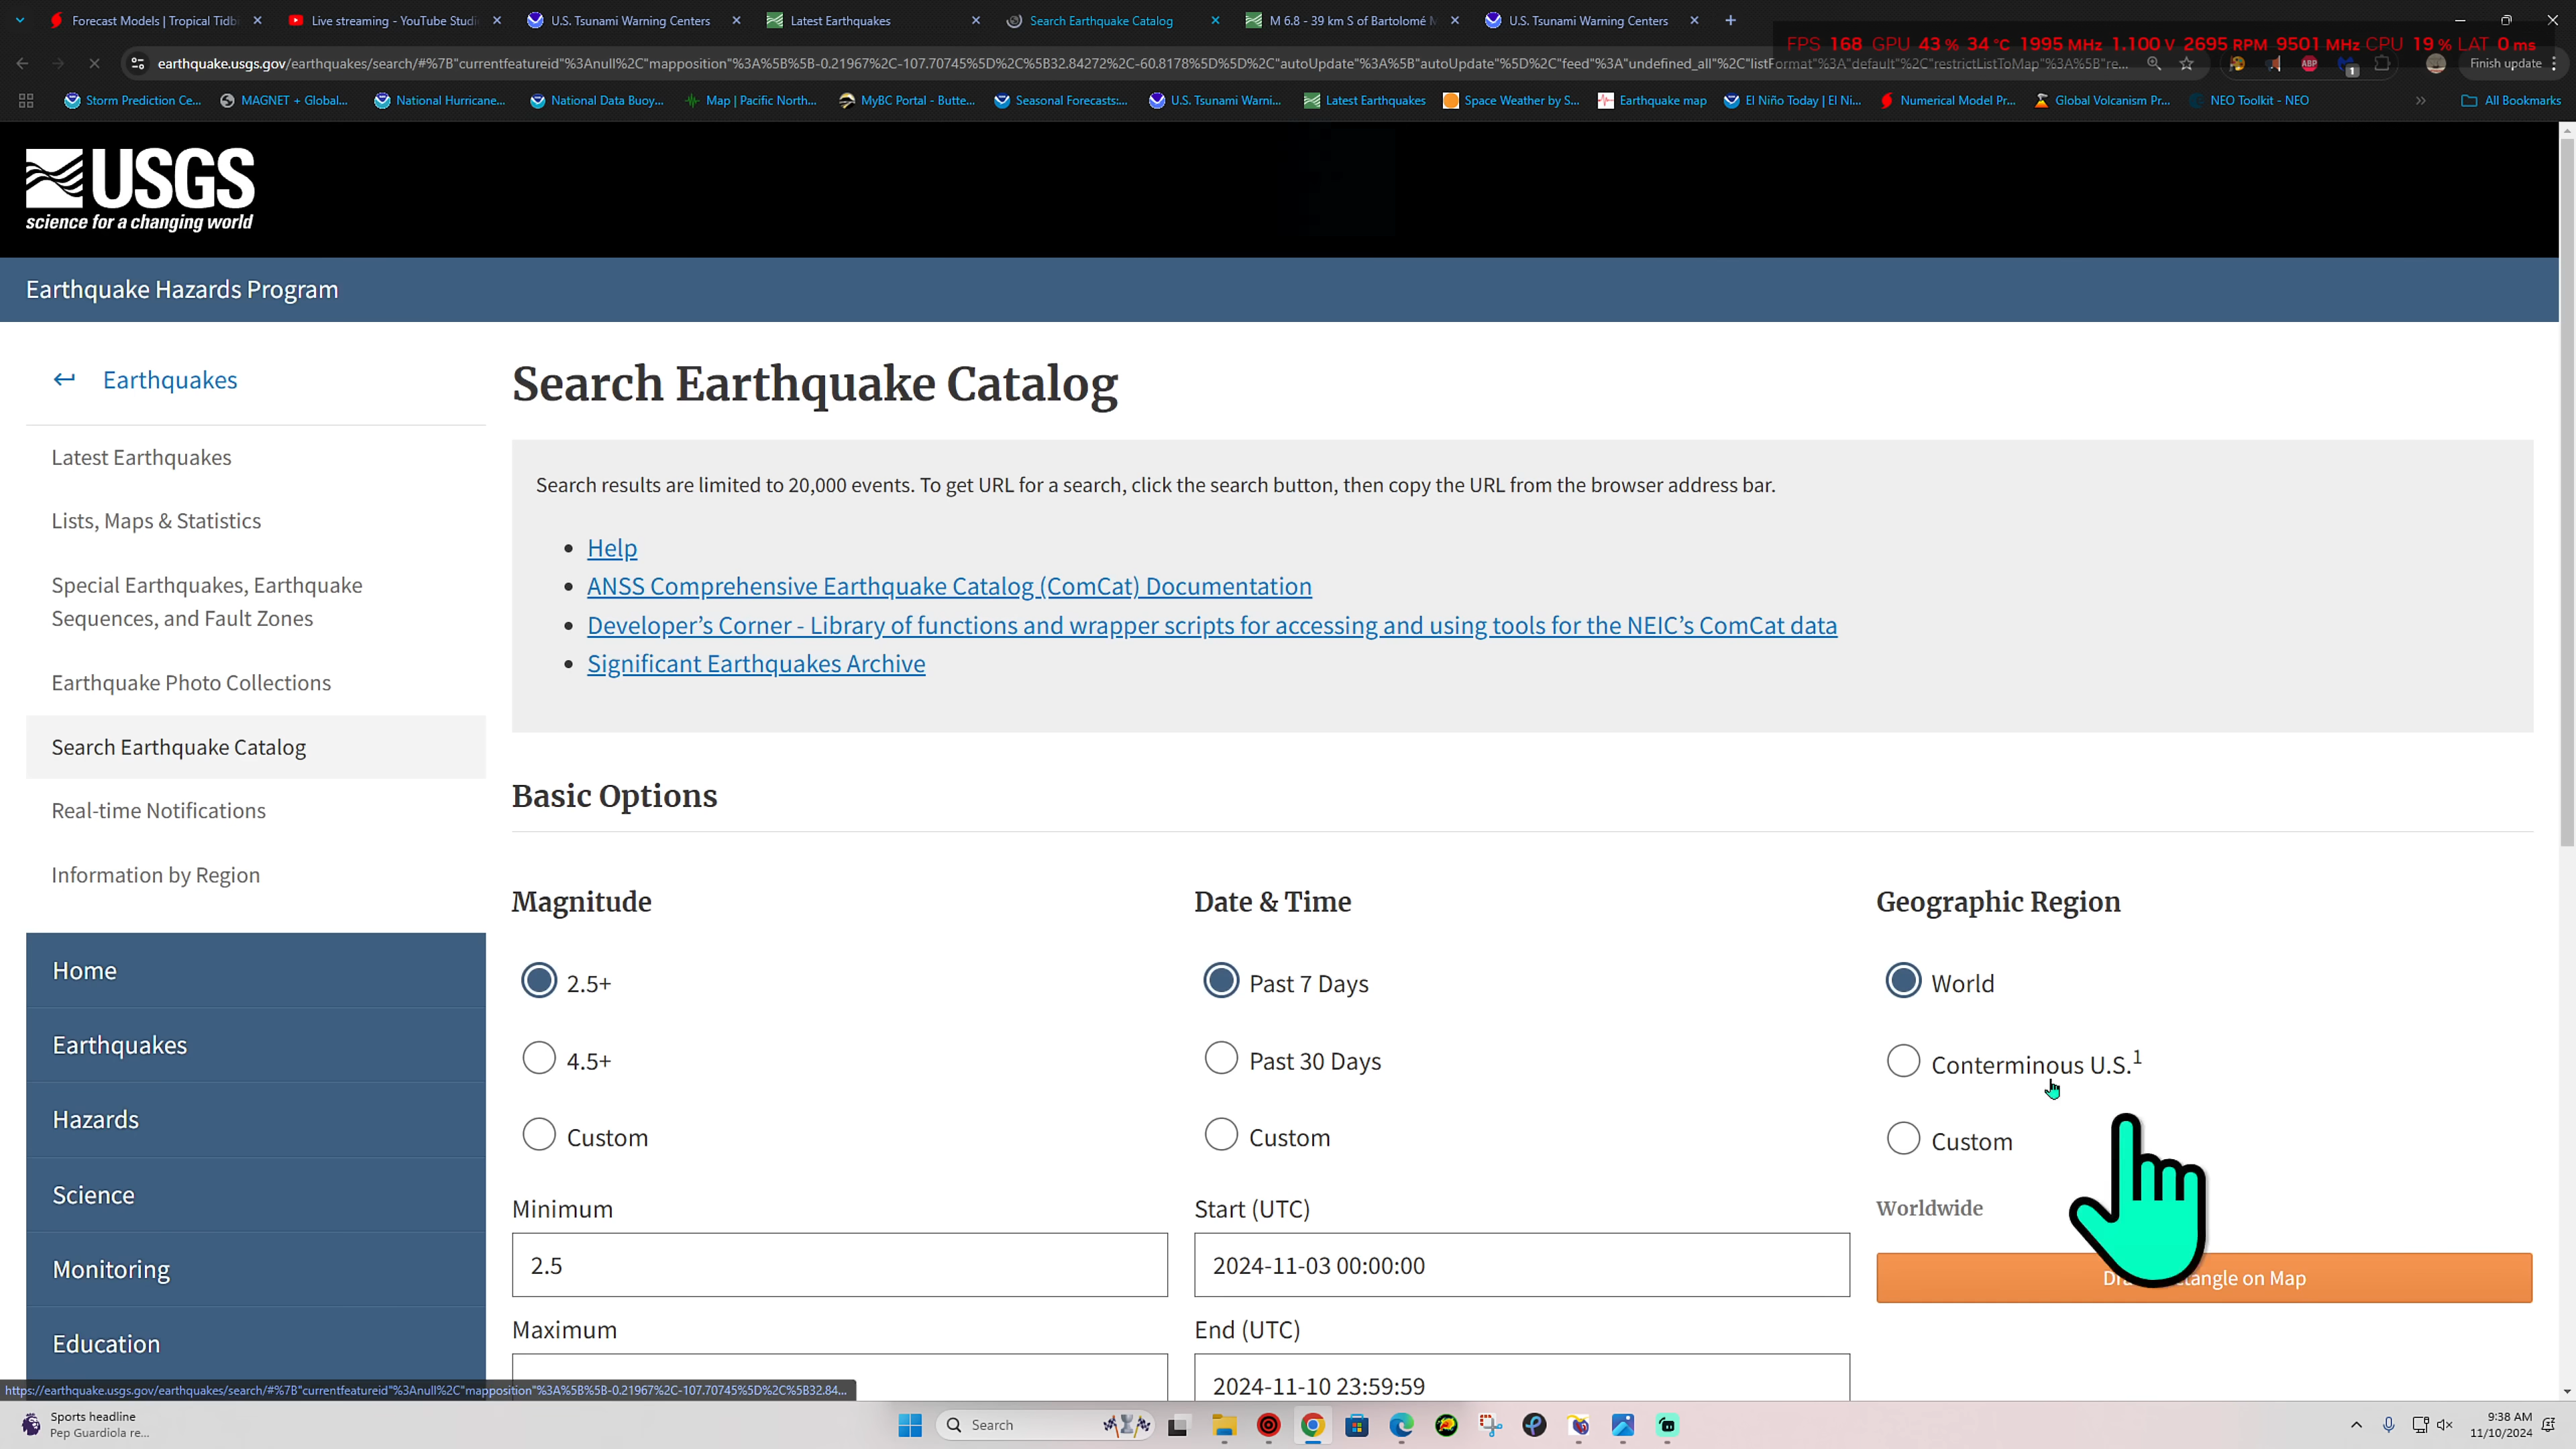 Forecast Models | Tropical Tidbi
Live streaming - YouTube Studi
U.S. Tsunami Warning Centers
Latest Earthquakes
Search Earthquake Catalog
M 6.8 - 39 km S of Bartolomé M
U.S. Tsunami Warning Centers
FPS 168 GPU 43 % 34 °C 1995 MHz 1.100 V 2695 RPM 9501 MHz CPU 19 % LAT 0 ms
earthquake.usgs.gov/earthquakes/search/#%7B"currentfeatureid"%3Anull%2C"mapposition"%3A%5B%5B-0.21967%2C-107.70745%5D%2C%5B32.84272%2C-60.8178%5D%5D%2C"autoUpdate"%3A%5B"autoUpdate"%5D%2C"feed"%3A"undefined_all"%2C"listFormat"%3A"default"%2C"restrictListToMap"%3A%5B"re...
ABP
1
Finish update
Storm Prediction Ce...
MAGNET + Global...
National Hurricane...
National Data Buoy...
Map | Pacific North...
MyBC Portal - Butte...
Seasonal Forecasts:...
U.S. Tsunami Warni...
Latest Earthquakes
Space Weather by S...
Earthquake map
El Niño Today | El Ni...
Numerical Model Pr...
Global Volcanism Pr...
NEO Toolkit - NEO
All Bookmarks
USGS
science for a changing world
Earthquake Hazards Program
Earthquakes
Latest Earthquakes
Lists, Maps & Statistics
Special Earthquakes, Earthquake
Sequences, and Fault Zones
Earthquake Photo Collections
Search Earthquake Catalog
Real-time Notifications
Information by Region
Home
Earthquakes
Hazards
Science
Monitoring
Education
Search Earthquake Catalog
Search results are limited to 20,000 events. To get URL for a search, click the search button, then copy the URL from the browser address bar.
Help
ANSS Comprehensive Earthquake Catalog (ComCat) Documentation
Developer's Corner - Library of functions and wrapper scripts for accessing and using tools for the NEIC's ComCat data
Significant Earthquakes Archive
Basic Options
Magnitude
2.5+
4.5+
Custom
Minimum
2.5
Maximum
Date & Time
Past 7 Days
Past 30 Days
Custom
Start (UTC)
2024-11-03 00:00:00
End (UTC)
2024-11-10 23:59:59
Geographic Region
World
Conterminous U.S.1
Custom
Worldwide
on Map
https://earthquake.usgs.gov/earthquakes/search/#%7B"currentfeatureid"%3Anull%2C"mapposition"%3A%5B%5B-0.21967%2C-107.70745%5D%2C%5B32.84...
Sports headline
Pep Guardiola re...
Search
9:38 AM
11/10/2024